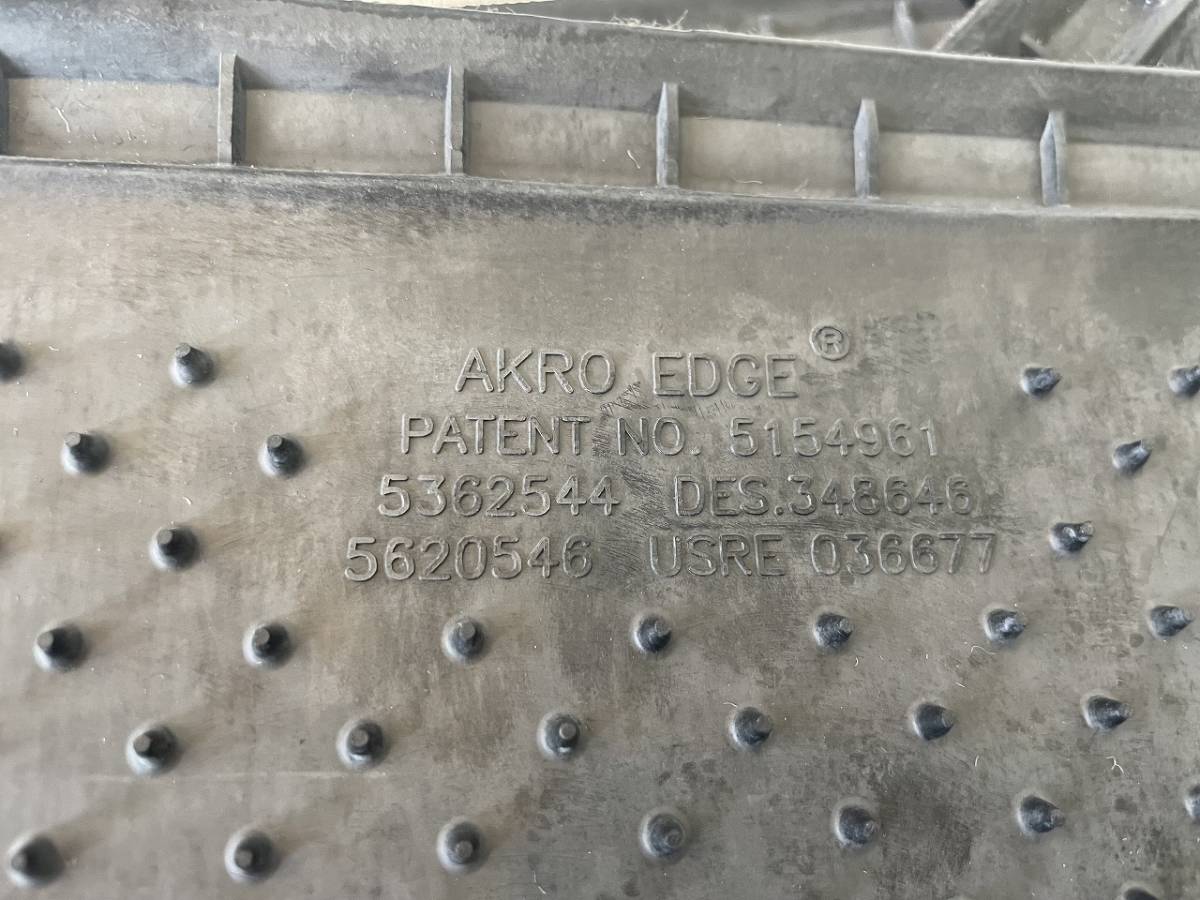 AKRO EDGE®
PATENT NO. 5154961
5362544 DES.348646
5620546 USRE 036677